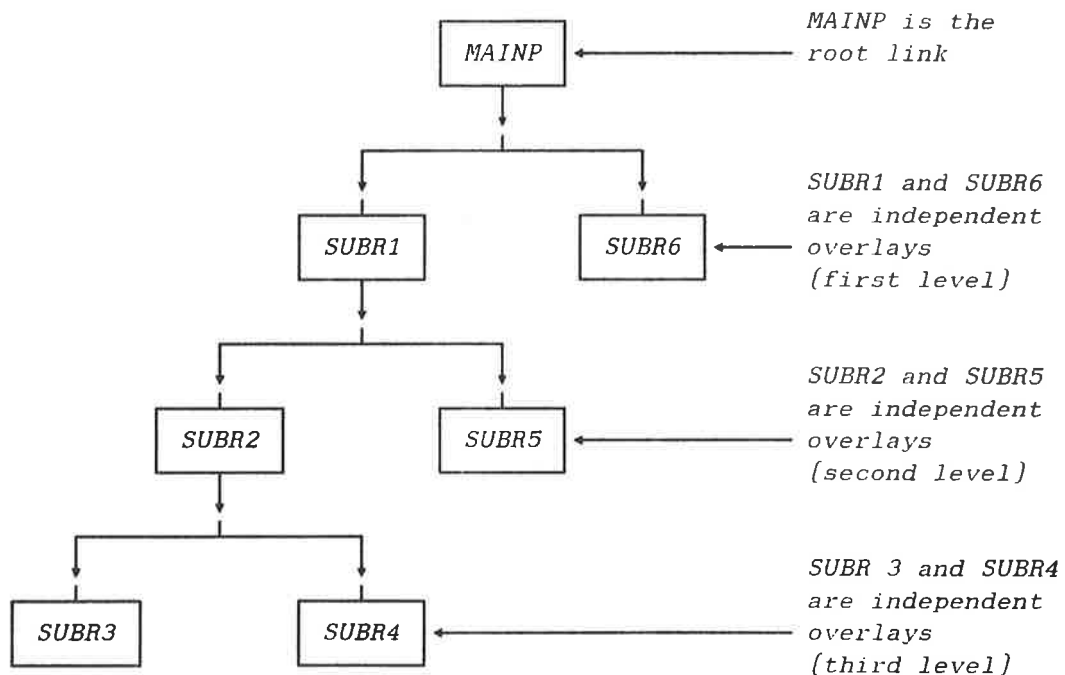 MAINP
MAINP is the
root link
SUBR1
SUBR6
SUBR1 and SUBR6
are independent
overlays
(first level)
SUBR2
SUBR5
SUBR2 and SUBR5
are independent
overlays
(second level)
SUBR3
SUBR4
SUBR 3 and SUBR4
are independent
overlays
(third level)